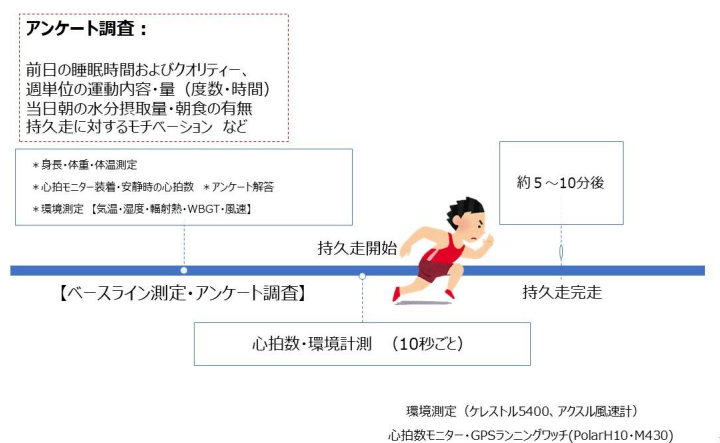 アンケート調査：
前日の睡眠時間およびクオリティー、
週単位の運動内容・量（度数・時間）
当日朝の水分摂取量・朝食の有無
持久走に対するモチベーション など
＊身長・体重・体温測定
＊心拍モニター装着・安静時の心拍数 ＊アンケート解答
＊環境測定 【気温・湿度・輻射熱・WBGT・風速】
約５～10分後
持久走開始
【ベースライン測定・アンケート調査】
持久走完走
心拍数・環境計測 （10秒ごと）
環境測定（ケレストル5400、アクスル風速計）
心拍数モニター・GPSランニングウォッチ(PolarH10・M430)